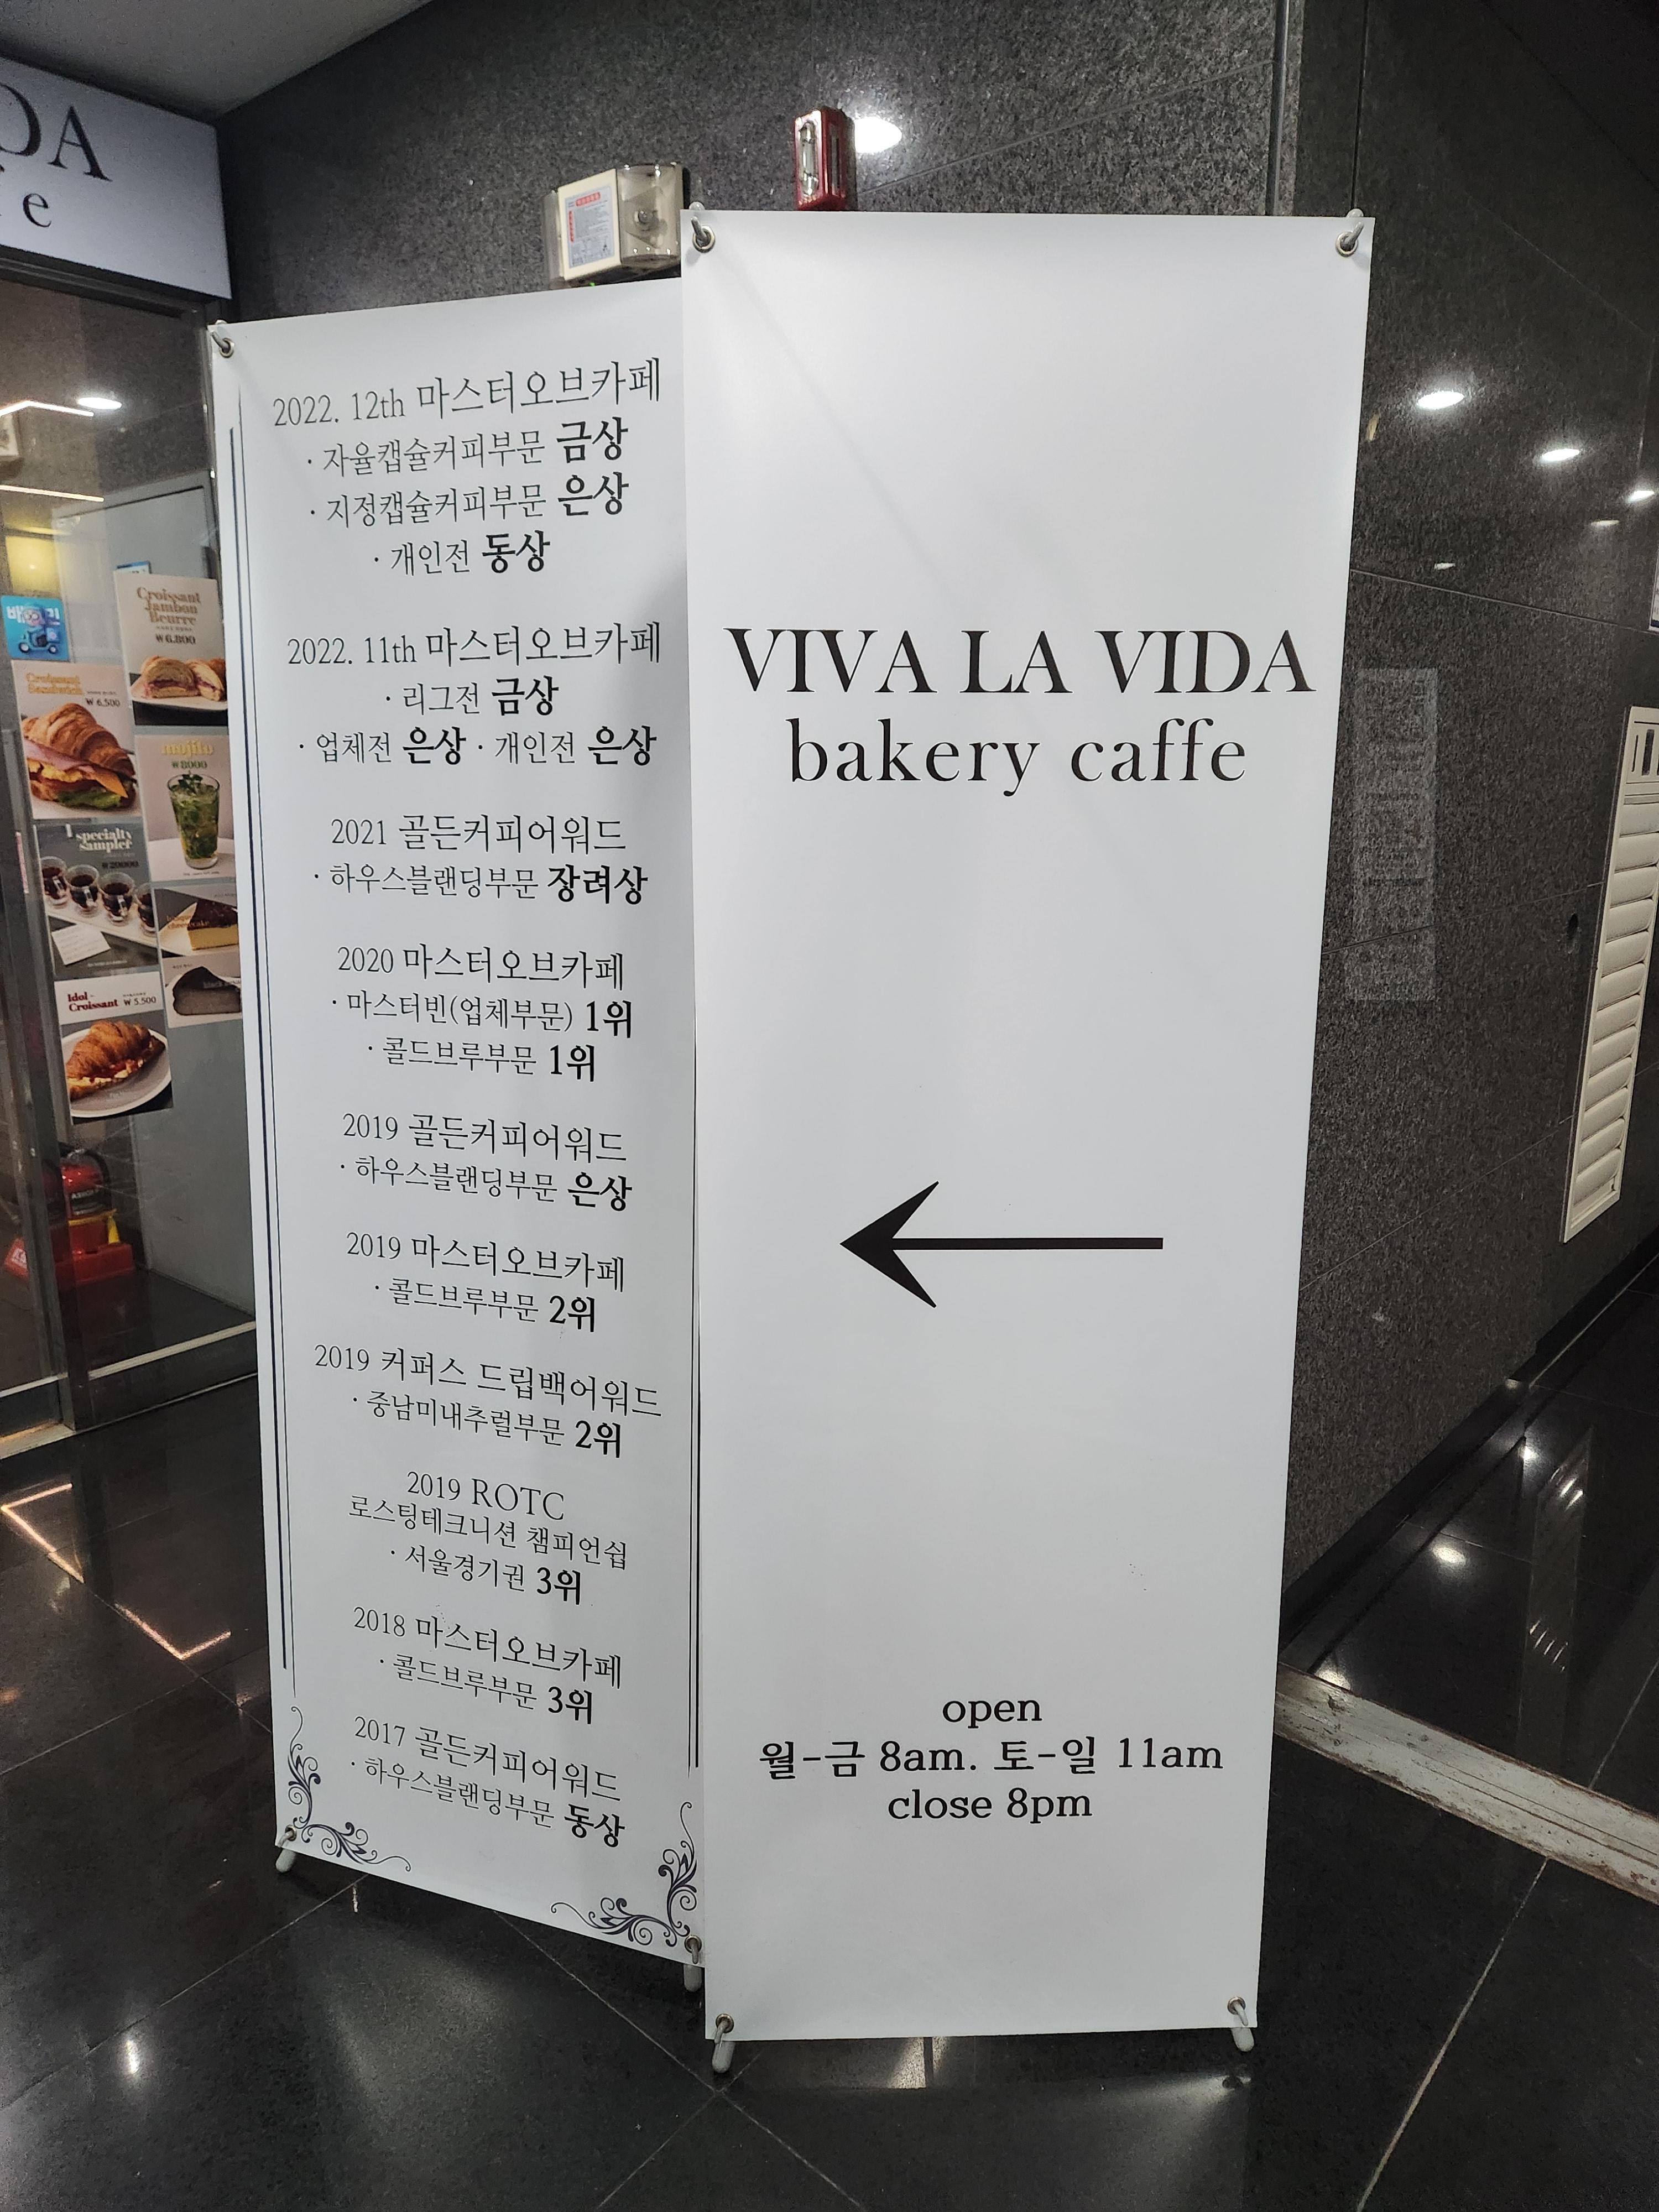 DA
fe
Croissant
Jambon
Beurre
₩6.800
Croissant
Sandwich
₩ 6,500
mojito
₩8000
specialty
sampler
Idol -
Croissant
₩ 5,500
2022. 12th 마스터오브카페
· 자율캡슐커피부문 금상
· 지정캡슐커피부문 은상
· 개인전 동상
2022. 11th 마스터오브카페
· 리그전 금상
· 업체전 은상 · 개인전 은상
2021 골든커피어워드
· 하우스블랜딩부문 장려상
2020 마스터오브카페
· 마스터빈(업체부문) 1위
· 콜드브루부문 1위
2019 골든커피어워드
· 하우스블랜딩부문 은상
2019 마스터오브카페
· 콜드브루부문 2위
2019 커퍼스 드립백어워드
· 중남미내추럴부문 2위
2019 ROTC
로스팅테크니션 챔피언쉽
· 서울경기권 3위
2018 마스터오브카페
· 콜드브루부문 3위
2017 골든커피어워드
· 하우스블랜딩부문 동상
VIVA LA VIDA
bakery caffe
open
월-금 8am. 토-일 11am
close 8pm